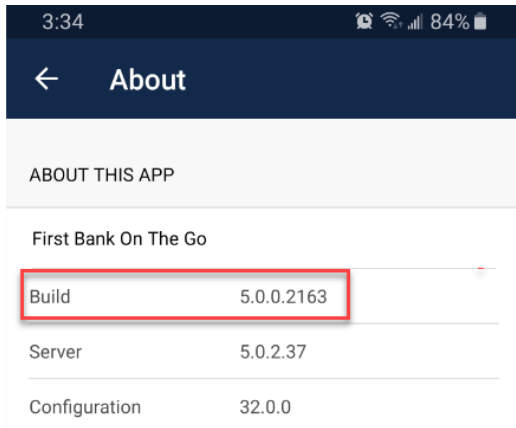 3:34 84%
About
ABOUT THIS APP
First Bank On The Go
Build 5.0.0.2163
Server 5.0.2.37
Configuration 32.0.0